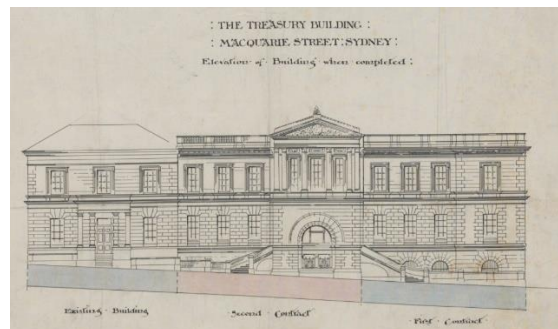 : THE TREASURY BUILDING :
: MACQUARIE STREET : SYDNEY :
Elevation of Building when completed :
Existing Building
Second Contract
First Contract